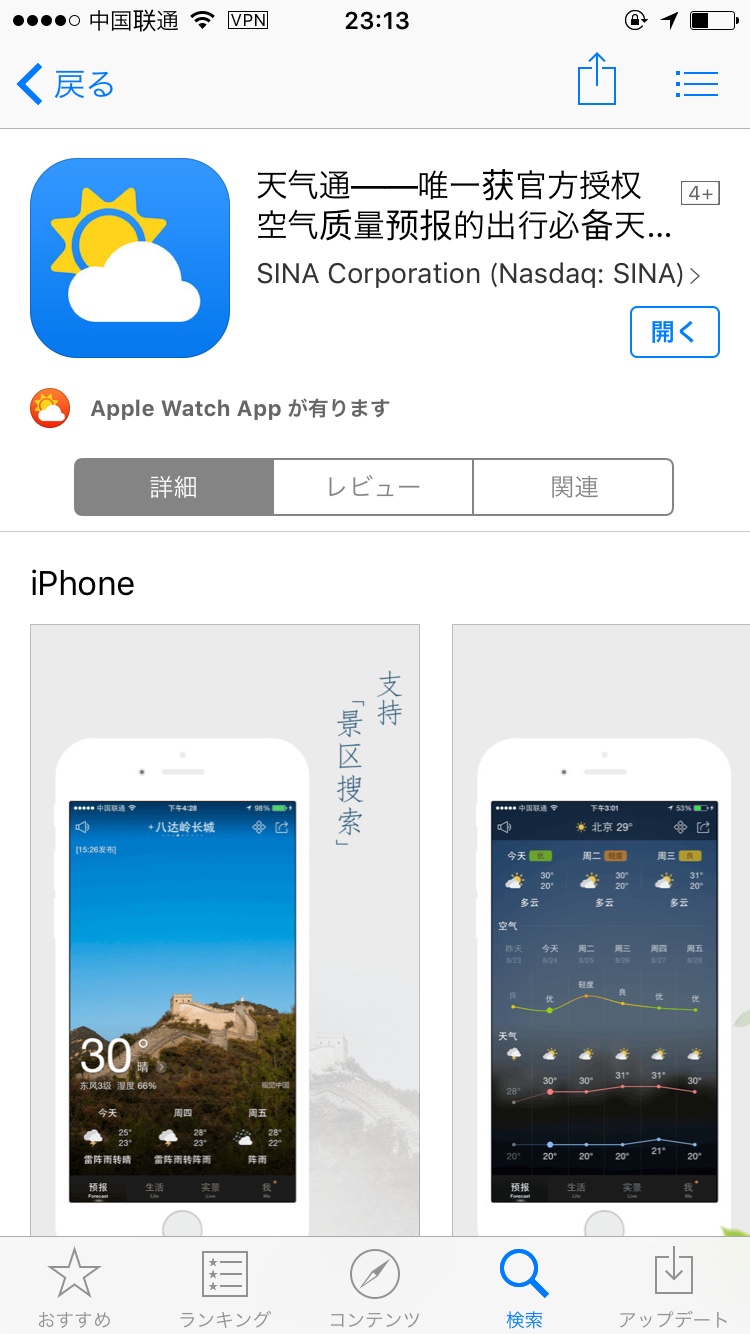 中国联通 VPN 23:13
戻る
天气通——唯一获官方授权
空气质量预报的出行必备天...
4+
SINA Corporation (Nasdaq: SINA)
開く
Apple Watch App が有ります
詳細 レビュー 関連
iPhone
支持
「景区搜索」
中国联通 下午4:28 98%
八达岭长城
[15:26发布]
30° 晴
东风3级 湿度 66%
视觉中国
今天 周四 周五
25° 28° 28°
23° 23° 22°
雷阵雨转晴 雷阵雨转阵雨 阵雨
预报 生活 实景 我
Forecast Life Live Me
中国联通 下午3:01 53%
北京 29°
今天 优 周二 轻度 周三 良
30° 30° 31°
20° 20° 20°
多云 多云 多云
空气
昨天 今天 周二 周三 周四 周五
8/23 8/24 8/25 8/26 8/27 8/28
良 优 轻度 良 优 优
天气
28° 30° 30° 31° 31° 30°
20° 20° 20° 20° 21° 20°
预报 生活 实景 我
Forecast Life Live Me
おすすめ ランキング コンテンツ 検索 アップデート